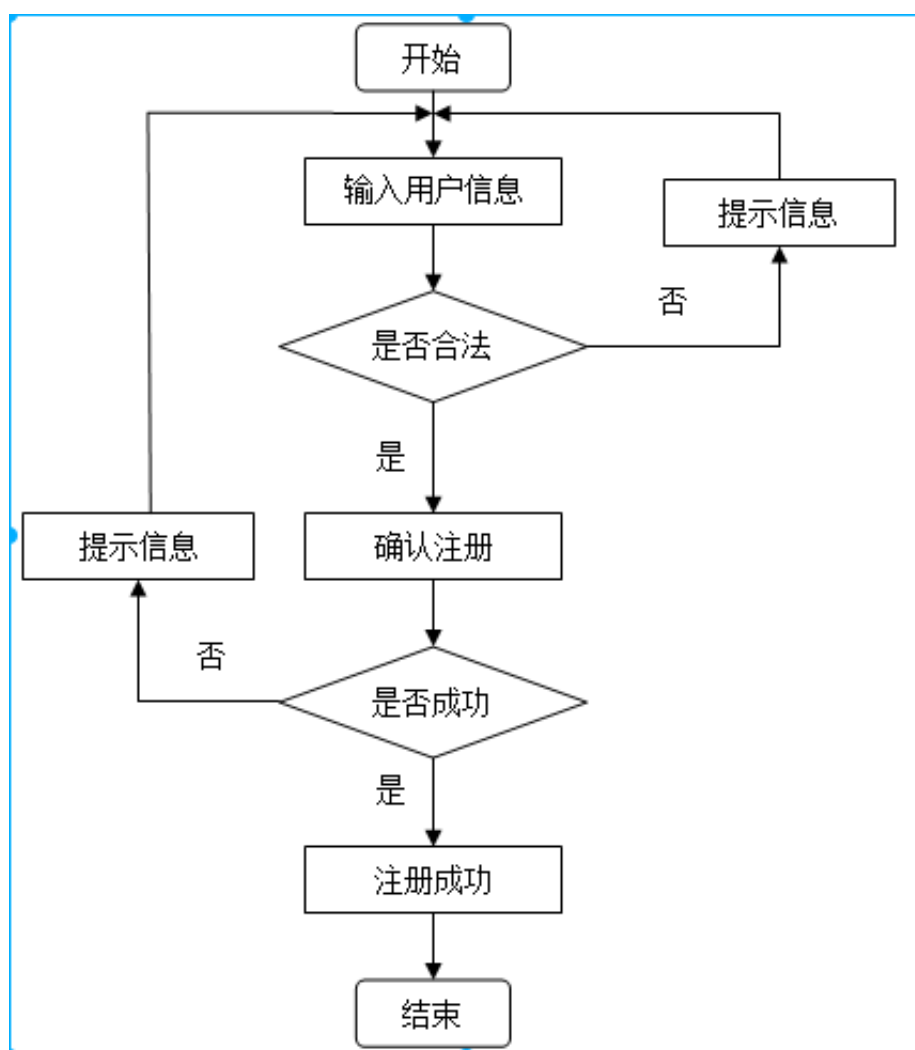 开始
输入用户信息
提示信息
否
是否合法
是
提示信息
确认注册
否
是否成功
是
注册成功
结束